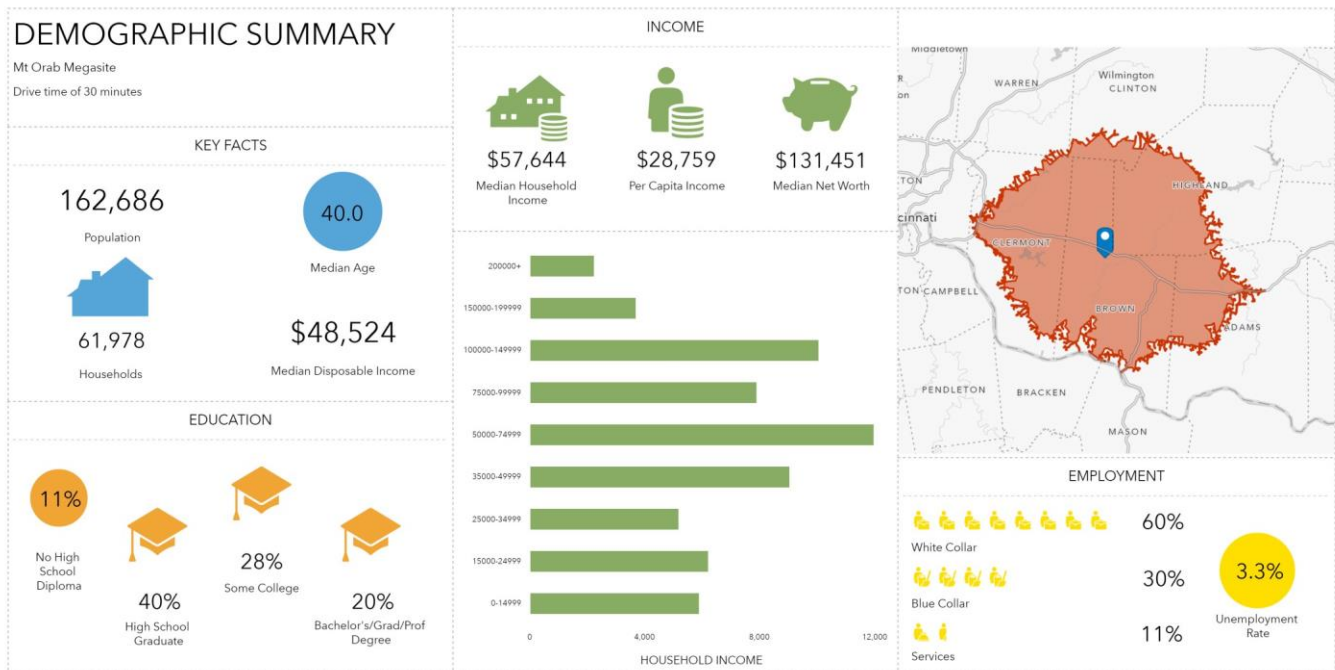 DEMOGRAPHIC SUMMARY
Mt Orab Megasite
Drive time of 30 minutes
KEY FACTS
162,686
Population
40.0
Median Age
61,978
Households
$48,524
Median Disposable Income
EDUCATION
11%
No High
School
Diploma
40%
High School
Graduate
28%
Some College
20%
Bachelor's/Grad/Prof
Degree
INCOME
$57,644
Median Household
Income
$28,759
Per Capita Income
$131,451
Median Net Worth
200000+
150000-199999
100000-149999
75000-99999
50000-74999
35000-49999
25000-34999
15000-24999
0-14999
0
4,000
8,000
12,000
HOUSEHOLD INCOME
Middletown
WARREN
Wilmington
CLINTON
HIGHLAND
cinnati
CLERMONT
TON
CAMPBELL
BROWN
ADAMS
PENDLETON
BRACKEN
MASON
EMPLOYMENT
60%
White Collar
30%
Blue Collar
11%
Services
3.3%
Unemployment
Rate